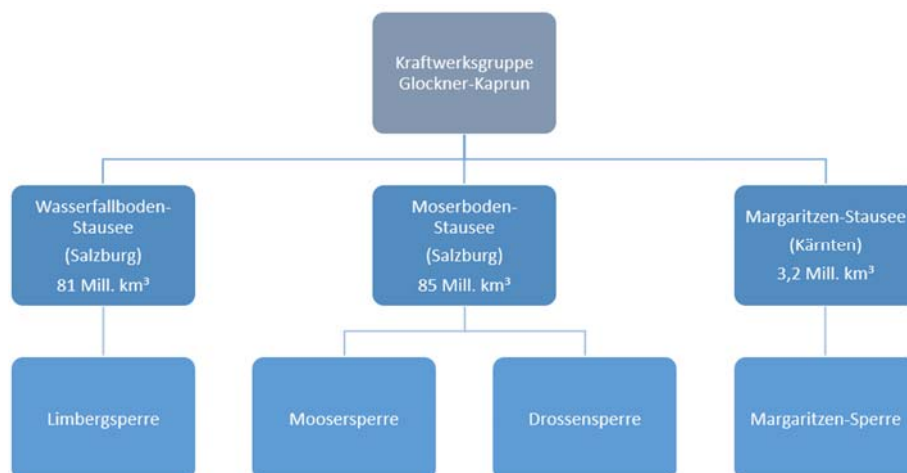 Kraftwerksgruppe
Glockner-Kaprun
Wasserfallboden-
Stausee
(Salzburg)
81 Mill. km³
Moserboden-
Stausee
(Salzburg)
85 Mill. km³
Margaritzen-Stausee
(Kärnten)
3,2 Mill. km³
Limbergsperre
Moosersperre
Drossensperre
Margaritzen-Sperre